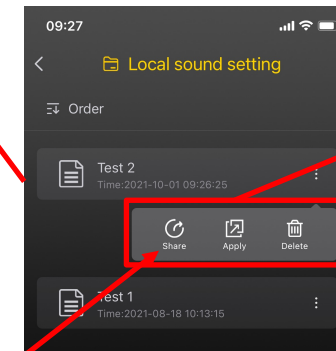 09:27
Local sound setting
Order
Test 2
Time:2021-10-01 09:26:25
Share Apply Delete
Test 1
Time:2021-08-18 10:13:15